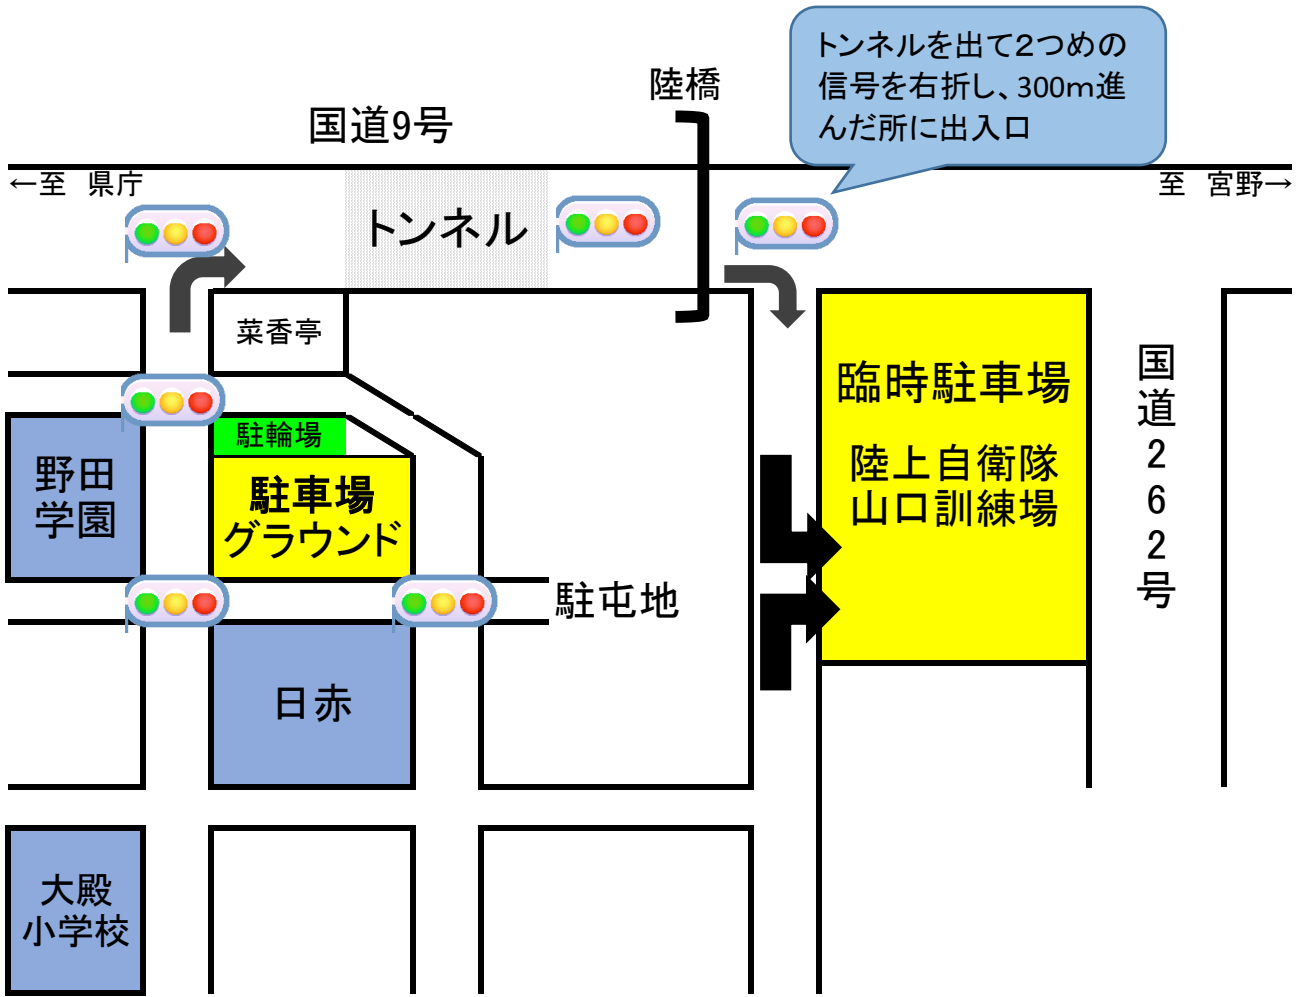 トンネルを出て２つめの
信号を右折し、300ｍ進
んだ所に出入口
陸橋
国道9号
←至 県庁
至 宮野→
トンネル
菜香亭
臨時駐車場
陸上自衛隊
山口訓練場
国道２６２号
駐輪場
駐車場
グラウンド
野田
学園
駐屯地
日赤
大殿
小学校